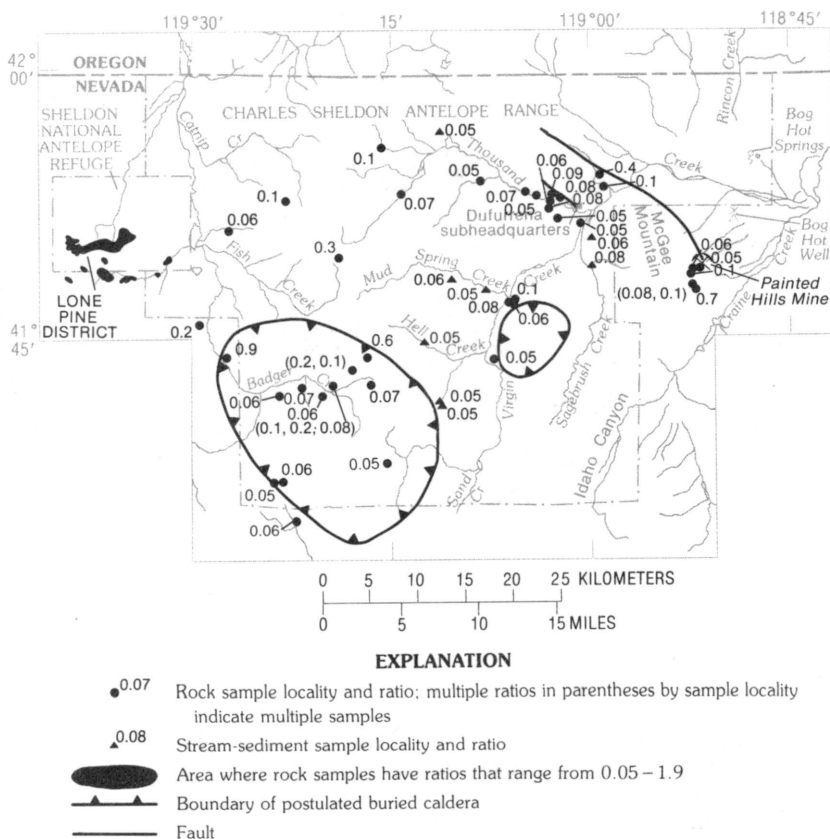 119°30' 15' 119°00' 118°45'
42°00'
OREGON
NEVADA
SHELDON
NATIONAL
ANTELOPE
REFUGE
CHARLES SHELDON ANTELOPE RANGE
Catnip
Cr
Rincon Creek
Bog
Hot
Springs
Thousand
Creek
0.05
0.1
0.05
0.07
0.07
0.06
0.09
0.08
0.08
0.05
0.4
0.1
0.1
0.06
0.3
Dufurrena
subheadquarters
0.05
0.05
0.06
0.08
McGee
Mountain
Bog
Hot
Well
0.06
0.05
0.1
Painted
Hills Mine
(0.08, 0.1)
0.7
Craine
Creek
Fish
Creek
Mud
Spring
Creek
Creek
0.06
0.05
0.08
0.1
0.06
LONE
PINE
DISTRICT
41°45'
0.2
0.9
0.6
(0.2, 0.1)
Hell
Creek
0.05
0.05
Badger
Cr
0.06
0.07
0.06
0.07
(0.1, 0.2, 0.08)
0.05
0.05
Virgin
Sagebrush Creek
Idaho Canyon
0.06
0.05
0.05
0.06
Sand
Cr
0 5 10 15 20 25 KILOMETERS
0 5 10 15 MILES
EXPLANATION
0.07 Rock sample locality and ratio; multiple ratios in parentheses by sample locality
indicate multiple samples
0.08 Stream-sediment sample locality and ratio
Area where rock samples have ratios that range from 0.05–1.9
Boundary of postulated buried caldera
Fault